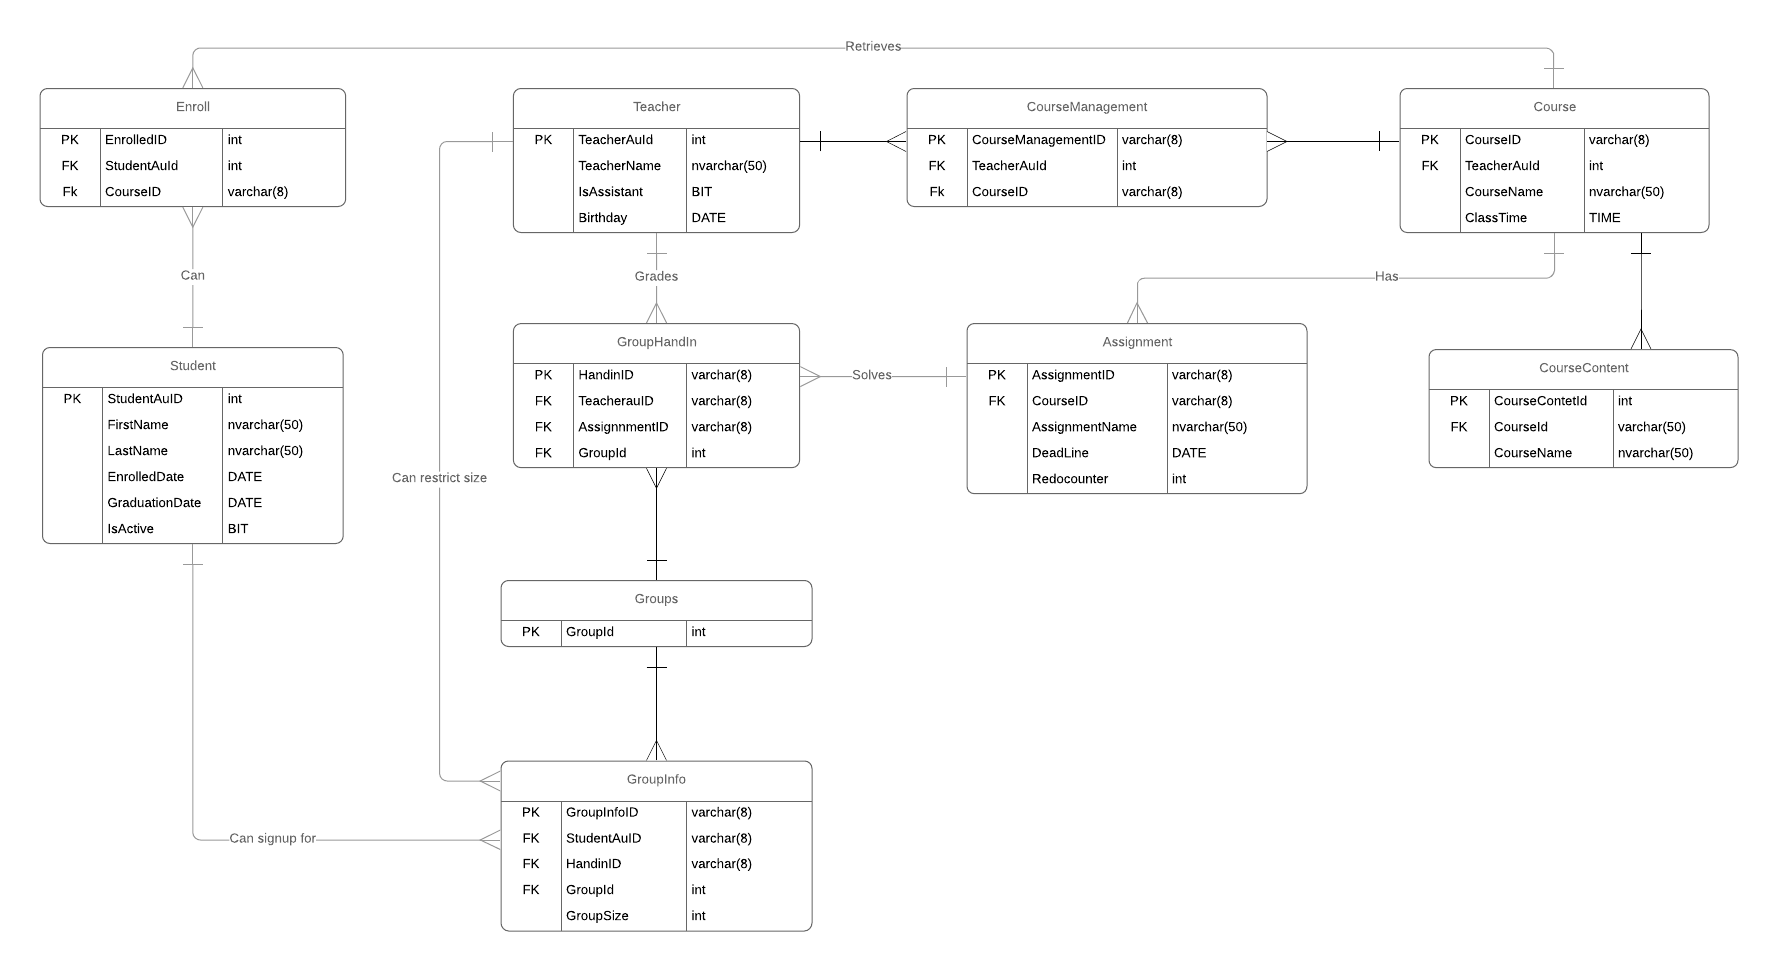 Retrieves
Enroll
PK EnrolledID int
FK StudentAuId int
Fk CourseID varchar(8)
Teacher
PK TeacherAuId int
TeacherName nvarchar(50)
IsAssistant BIT
Birthday DATE
CourseManagement
PK CourseManagementID varchar(8)
FK TeacherAuId int
Fk CourseID varchar(8)
Course
PK CourseID varchar(8)
FK TeacherAuId int
CourseName nvarchar(50)
ClassTime TIME
Can
Grades
Has
Student
PK StudentAuID int
FirstName nvarchar(50)
LastName nvarchar(50)
EnrolledDate DATE
GraduationDate DATE
IsActive BIT
GroupHandIn
PK HandinID varchar(8)
FK TeacherauID varchar(8)
FK AssignnmentID varchar(8)
FK GroupId int
Solves
Assignment
PK AssignmentID varchar(8)
FK CourseID varchar(8)
AssignmentName nvarchar(50)
DeadLine DATE
Redocounter int
CourseContent
PK CourseContetId int
FK CourseId varchar(50)
CourseName nvarchar(50)
Can restrict size
Groups
PK GroupId int
GroupInfo
PK GroupInfoID varchar(8)
FK StudentAuID varchar(8)
FK HandinID varchar(8)
FK GroupId int
GroupSize int
Can signup for